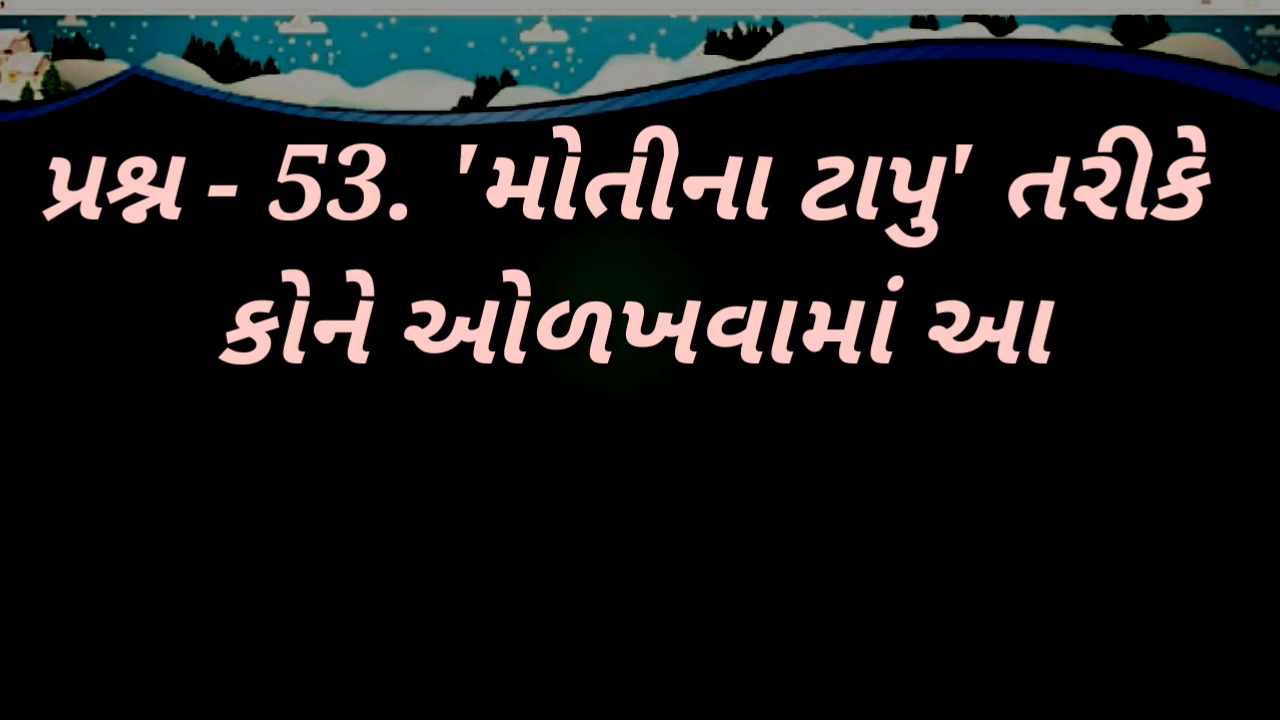 પ્રશ્ન - 53. 'મોતીના ટાપુ' તરીકે
કોને ઓળખવામાં આ